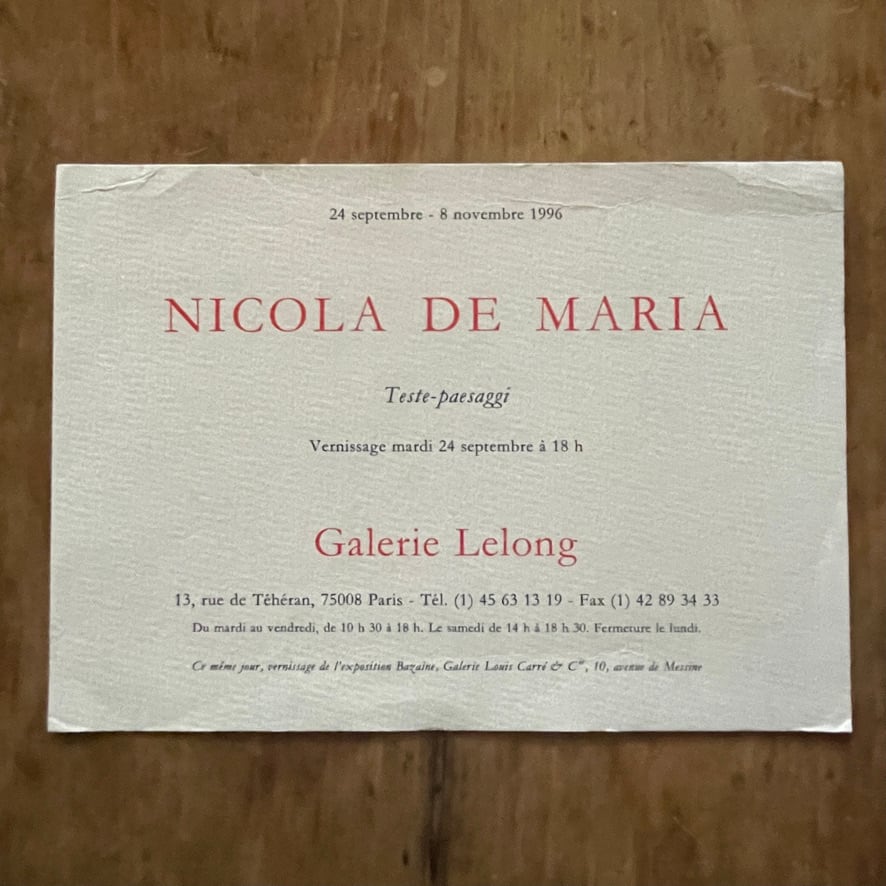 24 septembre - 8 novembre 1996
NICOLA DE MARIA
Teste-paesaggi
Vernissage mardi 24 septembre à 18 h
Galerie Lelong
13, rue de Téhéran, 75008 Paris - Tél. (1) 45 63 13 19 - Fax (1) 42 89 34 33
Du mardi au vendredi, de 10 h 30 à 18 h. Le samedi de 14 h à 18 h 30. Fermeture le lundi.
Ce même jour, vernissage de l'exposition Bazaine, Galerie Louis Carré & Cie, 10, avenue de Messine